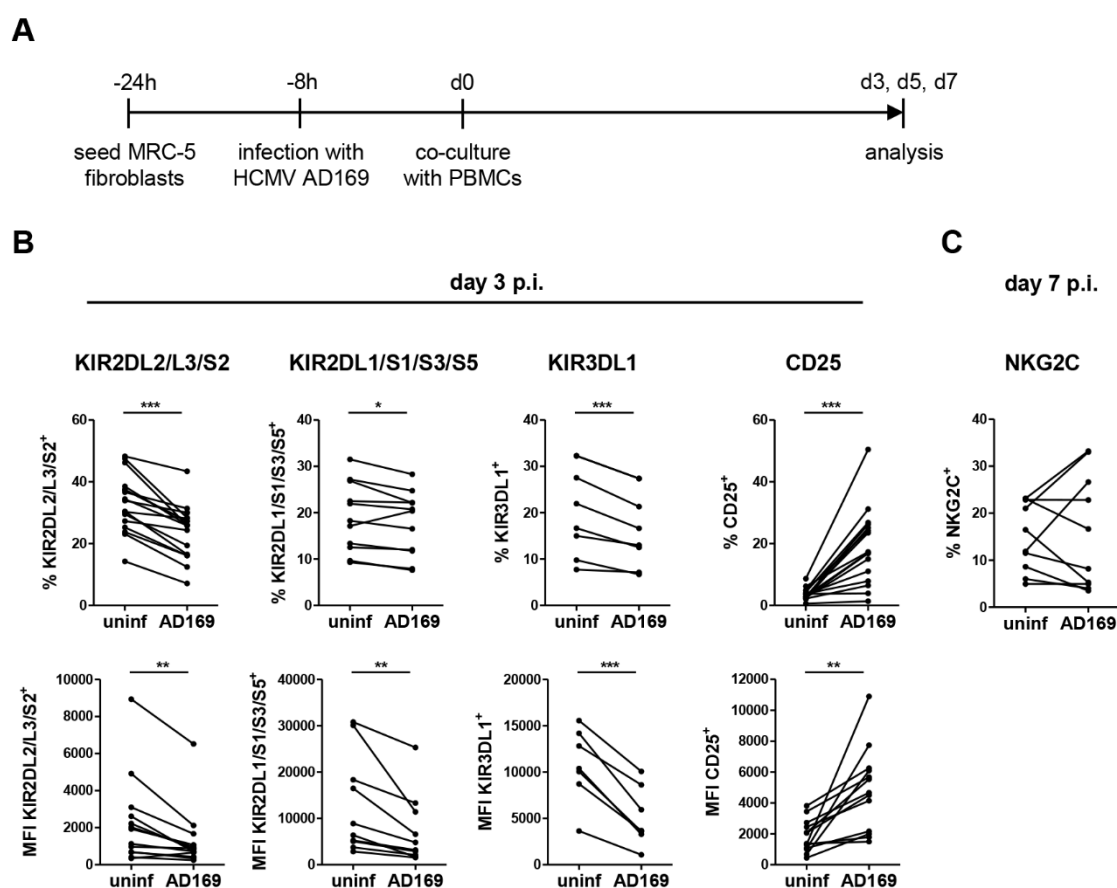 A
-24h
-8h
d0
d3, d5, d7
seed MRC-5
fibroblasts
infection with
HCMV AD169
co-culture
with PBMCs
analysis
B
C
day 3 p.i.
day 7 p.i.
KIR2DL2/L3/S2
KIR2DL1/S1/S3/S5
KIR3DL1
CD25
NKG2C
% KIR2DL2/L3/S2+
60
40
20
0
***
uninf AD169
% KIR2DL1/S1/S3/S5+
40
30
20
10
0
*
uninf AD169
% KIR3DL1+
40
30
20
10
0
***
uninf AD169
% CD25+
60
40
20
0
***
uninf AD169
% NKG2C+
40
30
20
10
0
uninf AD169
MFI KIR2DL2/L3/S2+
10000
8000
6000
4000
2000
0
**
uninf AD169
MFI KIR2DL1/S1/S3/S5+
40000
30000
20000
10000
0
**
uninf AD169
MFI KIR3DL1+
20000
15000
10000
5000
0
***
uninf AD169
MFI CD25+
12000
10000
8000
6000
4000
2000
0
**
uninf AD169